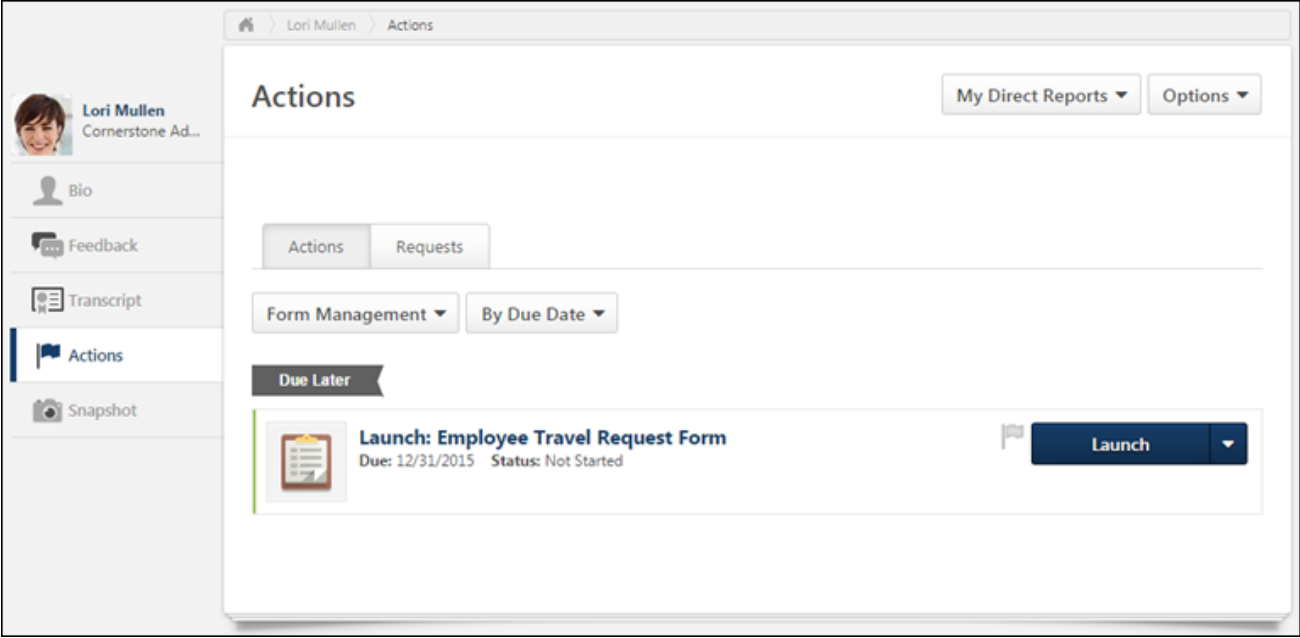 Lori Mullen Actions
Lori Mullen
Cornerstone Ad...
Bio
Feedback
Transcript
Actions
Snapshot
Actions
My Direct Reports Options
Actions Requests
Form Management By Due Date
Due Later
Launch: Employee Travel Request Form
Due: 12/31/2015 Status: Not Started
Launch